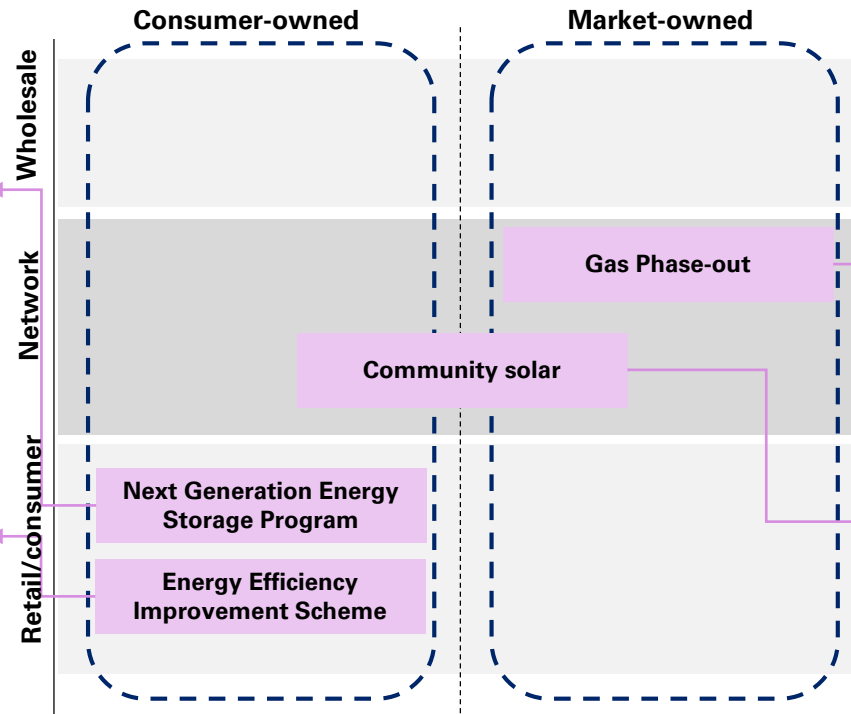 Consumer-owned
Market-owned
Wholesale
Network
Gas Phase-out
Community solar
Retail/consumer
Next Generation Energy
Storage Program
Energy Efficiency
Improvement Scheme